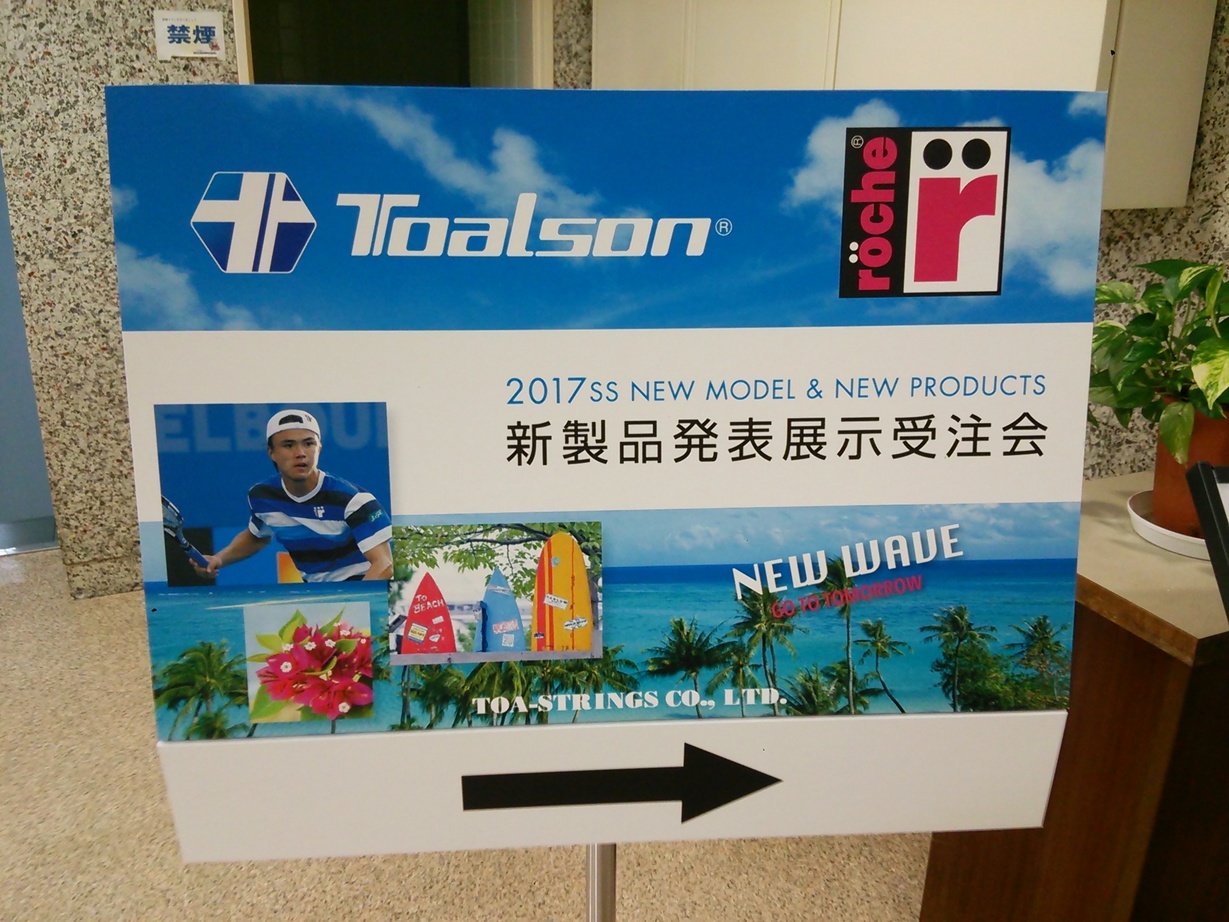 禁煙
Toalson®
röche®
r̈
2017SS NEW MODEL & NEW PRODUCTS
新製品発表展示受注会
ELBOU
NEW WAVE
GO TO TOMORROW
TO
BEACH
TOA-STRINGS CO., LTD.